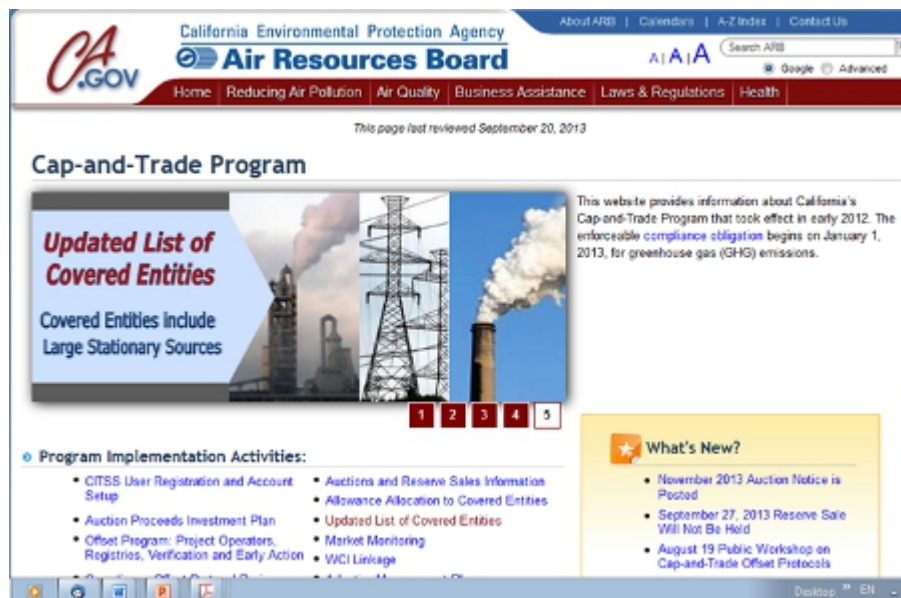 CA
.GOV
California Environmental Protection Agency
Air Resources Board
About ARB | Calendars | A-Z Index | Contact Us
A | A | A
Search ARB
Google Advanced
Home Reducing Air Pollution Air Quality Business Assistance Laws & Regulations Health
This page last reviewed September 20, 2013
Cap-and-Trade Program
Updated List of
Covered Entities
Covered Entities include
Large Stationary Sources
1 2 3 4 5
This website provides information about California's
Cap-and-Trade Program that took effect in early 2012. The
enforceable compliance obligation begins on January 1,
2013, for greenhouse gas (GHG) emissions.
Program Implementation Activities:
CITSS User Registration and Account
Setup
Auction Proceeds Investment Plan
Offset Program: Project Operators,
Registries, Verification and Early Action
Auctions and Reserve Sales Information
Allowance Allocation to Covered Entities
Updated List of Covered Entities
Market Monitoring
WCI Linkage
What's New?
November 2013 Auction Notice is
Posted
September 27, 2013 Reserve Sale
Will Not Be Held
August 19 Public Workshop on
Cap-and-Trade Offset Protocols
Desktop » EN